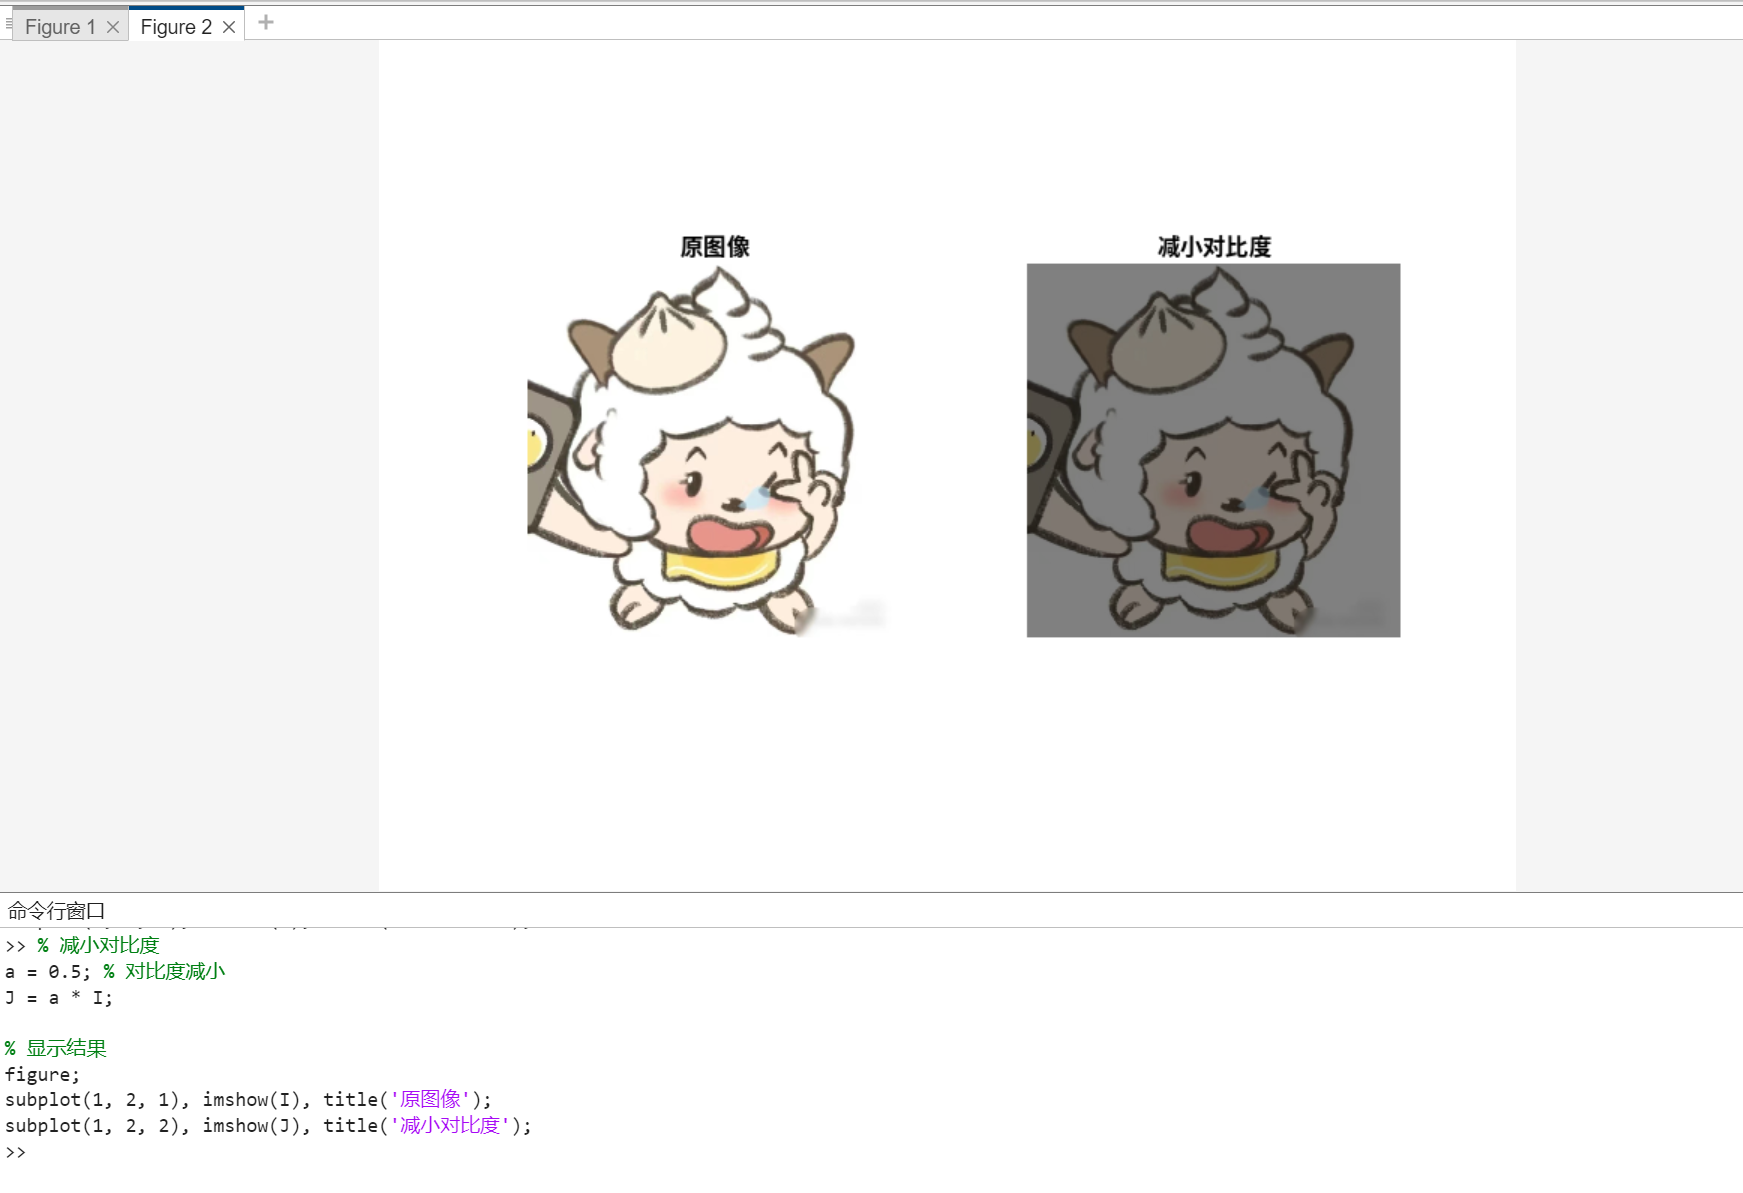 Figure 1
Figure 2
原图像
减小对比度
命令行窗口
>> % 减小对比度
a = 0.5; % 对比度减小
J = a * I;
% 显示结果
figure;
subplot(1, 2, 1), imshow(I), title('原图像');
subplot(1, 2, 2), imshow(J), title('减小对比度');
>>